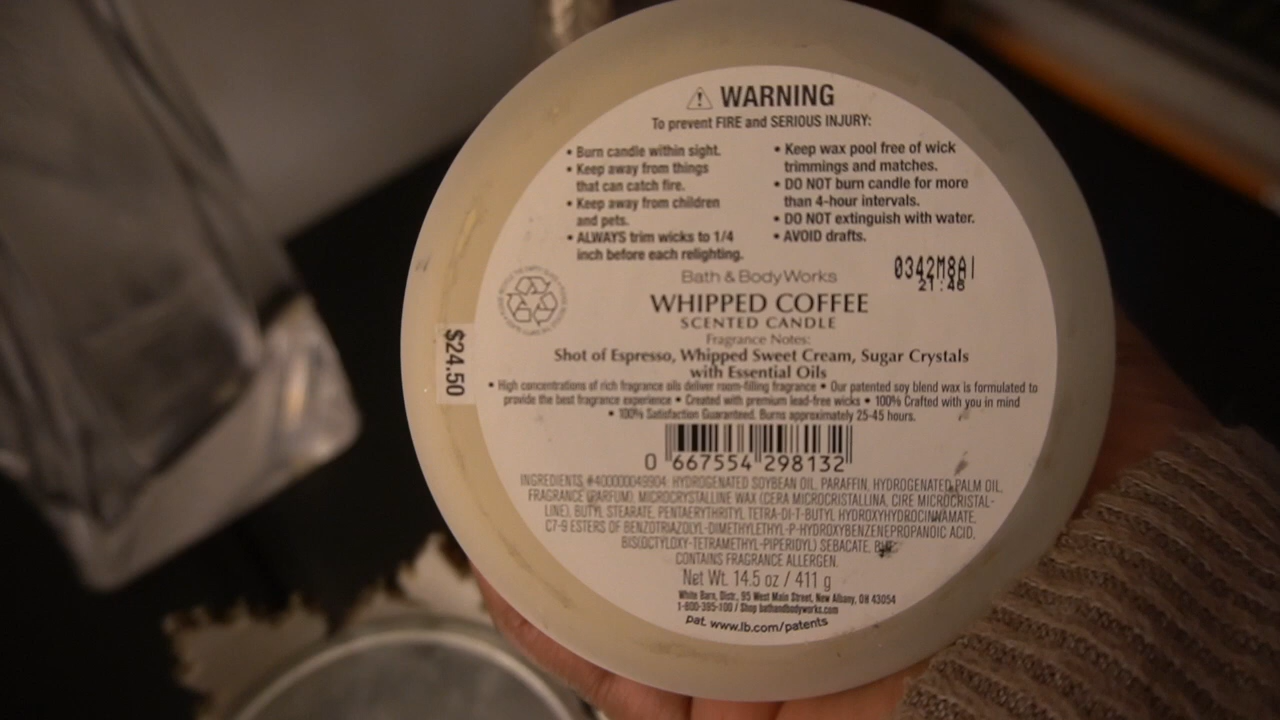 WARNING
To prevent FIRE and SERIOUS INJURY:
• Burn candle within sight.
• Keep away from things
that can catch fire.
• Keep away from children
and pets.
• ALWAYS trim wicks to 1/4
inch before each relighting.
• Keep wax pool free of wick
trimmings and matches.
• DO NOT burn candle for more
than 4-hour intervals.
• DO NOT extinguish with water.
• AVOID drafts.
0342M8A1
21:46
Bath & Body Works
WHIPPED COFFEE
SCENTED CANDLE
Fragrance Notes:
Shot of Espresso, Whipped Sweet Cream, Sugar Crystals
with Essential Oils
• High concentrations of rich fragrance oils deliver room-filling fragrance • Our patented soy blend wax is formulated to
provide the best fragrance experience • Created with premium lead-free wicks • 100% Crafted with you in mind
• 100% Satisfaction Guaranteed. Burns approximately 25-45 hours.
$24.50
0 667554 298132
INGREDIENTS #400000049904: HYDROGENATED SOYBEAN OIL, PARAFFIN, HYDROGENATED PALM OIL,
FRAGRANCE (PARFUM), MICROCRYSTALLINE WAX (CERA MICROCRISTALLINA, CIRE MICROCRISTAL-
LINE), BUTYL STEARATE, PENTAERYTHRITYL TETRA-DI-T-BUTYL HYDROXYHYDROCINNAMATE,
C7-9 ESTERS OF BENZOTRIAZOLYL-DIMETHYLETHYL-P-HYDROXYBENZENEPROPANOIC ACID,
BIS(OCTYLOXY-TETRAMETHYL-PIPERIDYL) SEBACATE,
CONTAINS FRAGRANCE ALLERGEN.
Net Wt. 14.5 oz / 411 g
White Barn, Distr., 95 West Main Street, New Albany, OH 43054
1-800-395-100 / Shop bathandbodyworks.com
pat. www.lb.com/patents